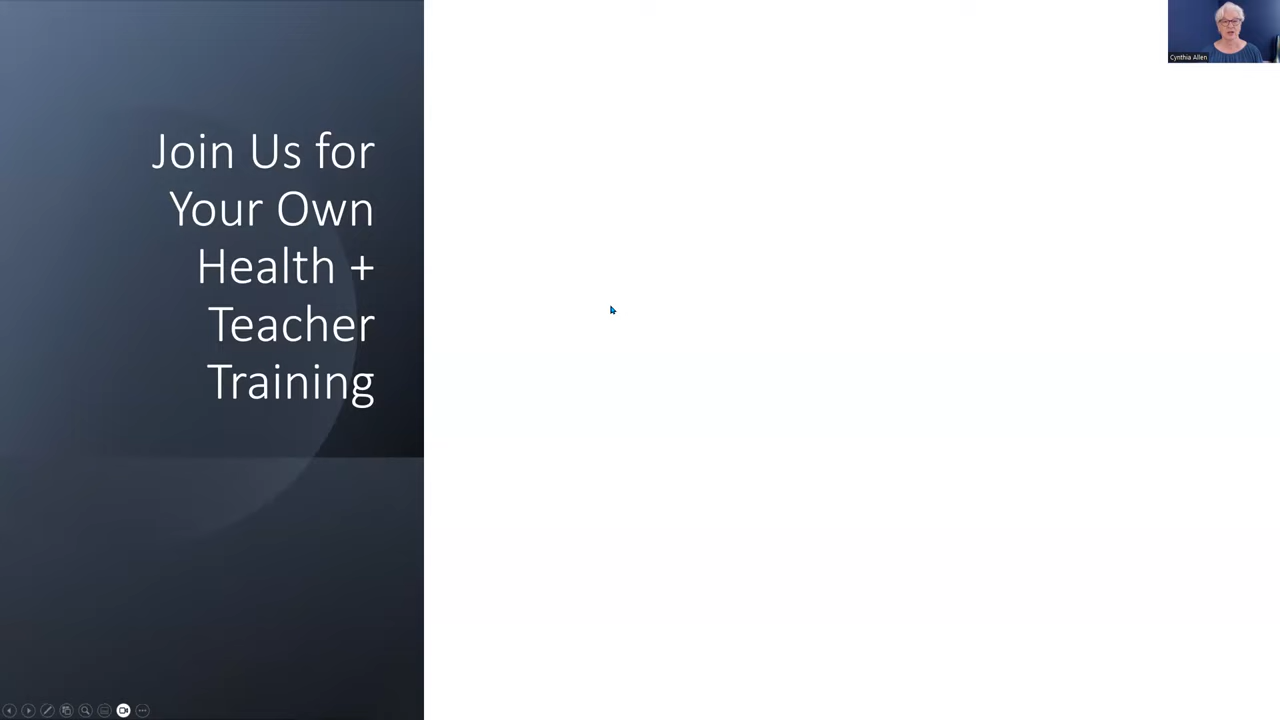 Join Us for
Your Own
Health +
Teacher
Training
Cynthia Allen